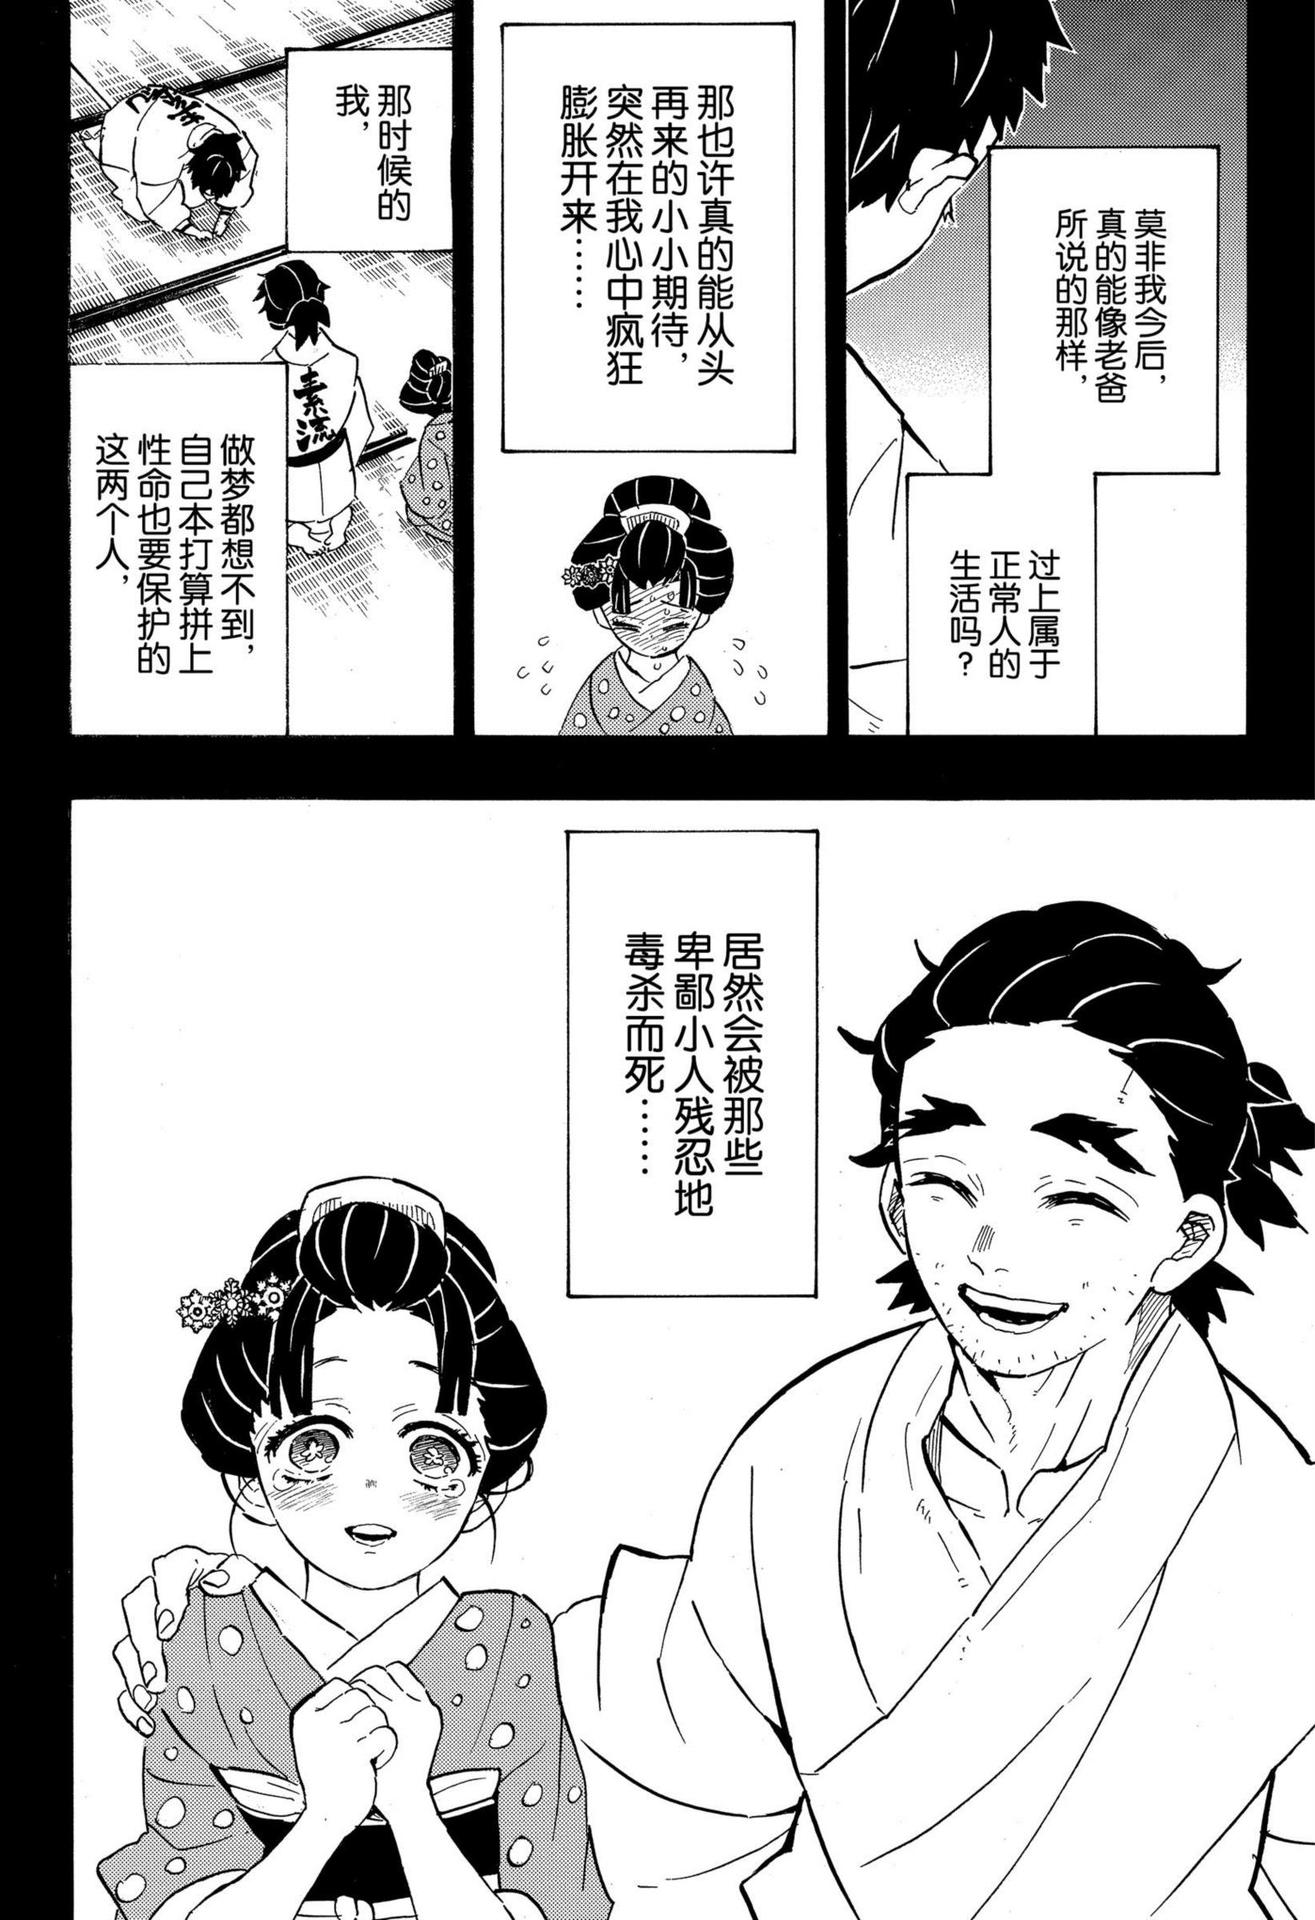 莫非我今后，
真的能像老爸
所说的那样，
过上属于
正常人的
生活吗？
那也许真的能从头
再来的小小期待，
突然在我心中疯狂
膨胀开来……
那时候的
我，
素流
做梦都想不到，
自己本打算拼上
性命也要保护的
这两个人，
居然会被那些
卑鄙小人残忍地
毒杀而死……